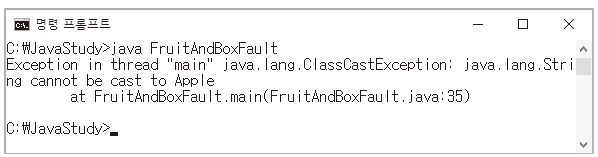 명령 프롬프트
C:\JavaStudy>java FruitAndBoxFault
Exception in thread "main" java.lang.ClassCastException: java.lang.Stri
ng cannot be cast to Apple
        at FruitAndBoxFault.main(FruitAndBoxFault.java:35)
C:\JavaStudy>